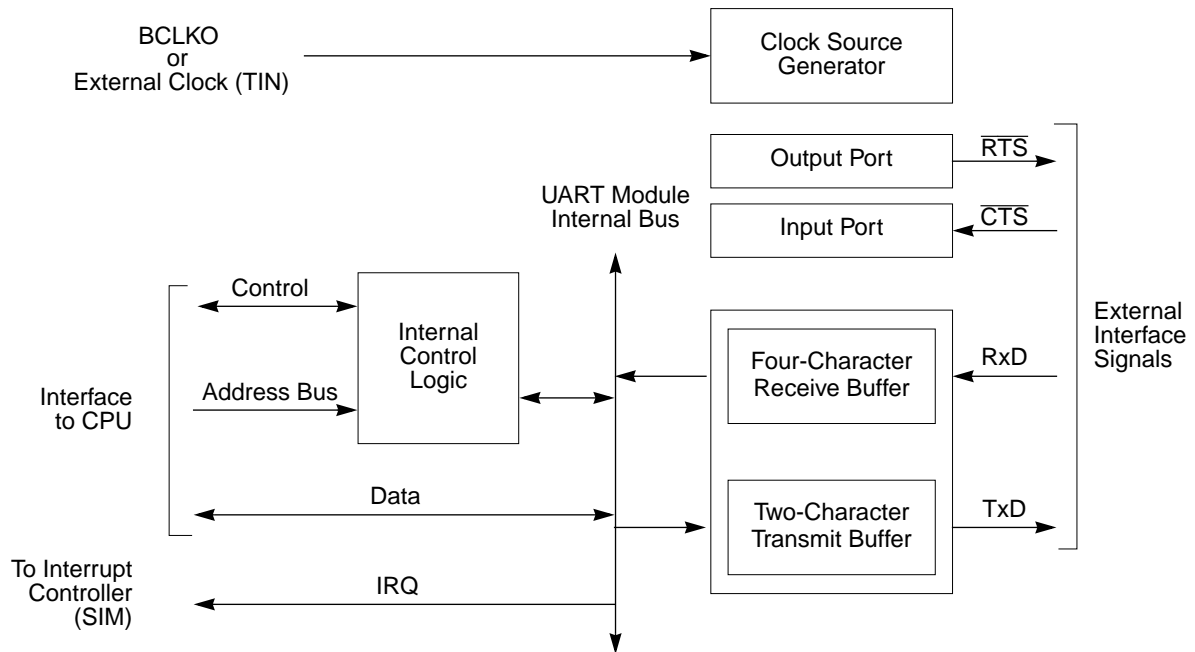 BCLKO
or
External Clock (TIN)
Clock Source
Generator
Output Port
RTS
UART Module
Internal Bus
Input Port
CTS
Control
Internal
Control
Logic
Four-Character
Receive Buffer
RxD
External
Interface
Signals
Interface
to CPU
Address Bus
Data
Two-Character
Transmit Buffer
TxD
To Interrupt
Controller
(SIM)
IRQ